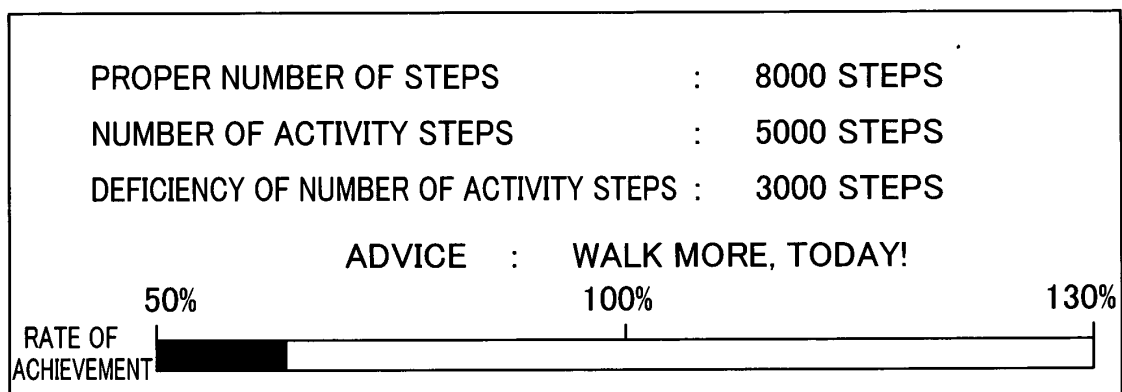 PROPER NUMBER OF STEPS : 8000 STEPS
NUMBER OF ACTIVITY STEPS : 5000 STEPS
DEFICIENCY OF NUMBER OF ACTIVITY STEPS : 3000 STEPS
ADVICE : WALK MORE, TODAY!
50% 100% 130%
RATE OF
ACHIEVEMENT